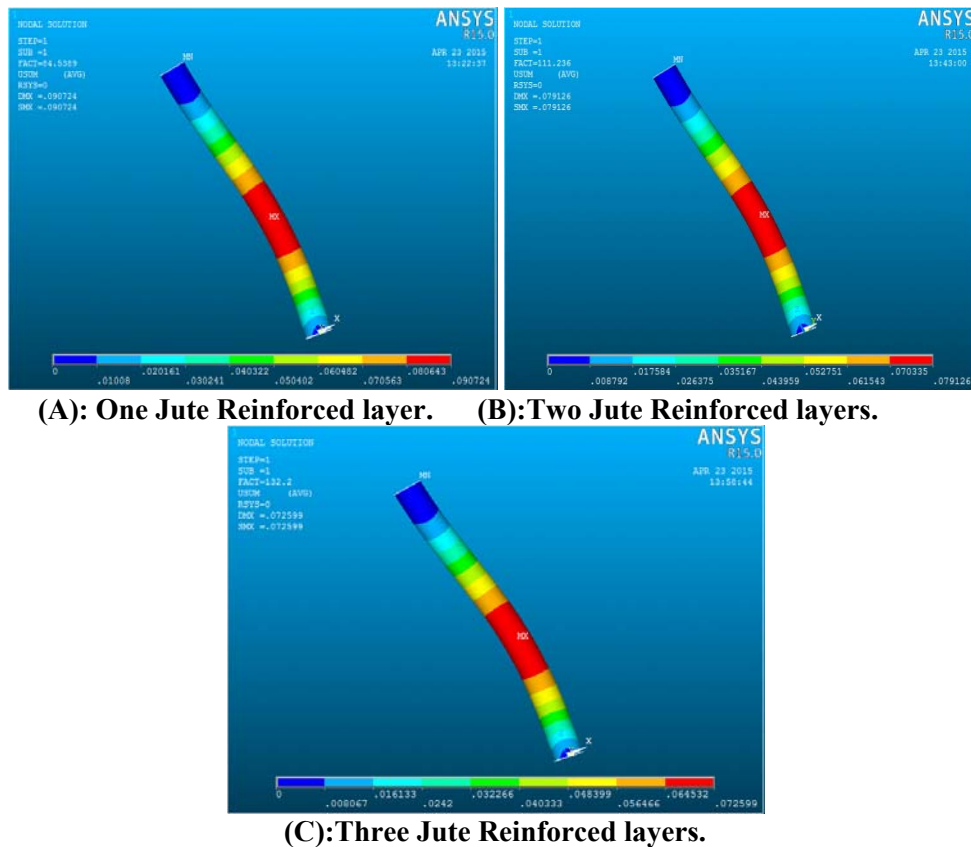 1
NODAL SOLUTION
STEP=1
SUB =1
FACT=84.5389
USUM (AVG)
RSYS=0
DMX =.090724
SMX =.090724
ANSYS
R15.0
APR 23 2015
13:22:37
MN
MX
X
0 .020161 .040322 .060482 .080643
.01008 .030241 .050402 .070563 .090724
(A): One Jute Reinforced layer.
1
NODAL SOLUTION
STEP=1
SUB =1
FACT=111.236
USUM (AVG)
RSYS=0
DMX =.079126
SMX =.079126
ANSYS
R15.0
APR 23 2015
13:43:00
MN
MX
X
0 .017584 .035167 .052751 .070335
.008792 .026375 .043959 .061543 .079126
(B):Two Jute Reinforced layers.
1
NODAL SOLUTION
STEP=1
SUB =1
FACT=132.2
USUM (AVG)
RSYS=0
DMX =.072599
SMX =.072599
ANSYS
R15.0
APR 23 2015
13:58:44
MN
MX
X
0 .016133 .032266 .048399 .064532
.008067 .0242 .040333 .056466 .072599
(C):Three Jute Reinforced layers.